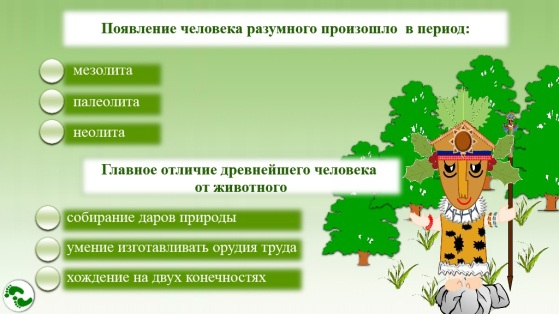 Появление человека разумного произошло в период:
мезолита
палеолита
неолита
Главное отличие древнейшего человека
от животного
собирание даров природы
умение изготавливать орудия труда
хождение на двух конечностях